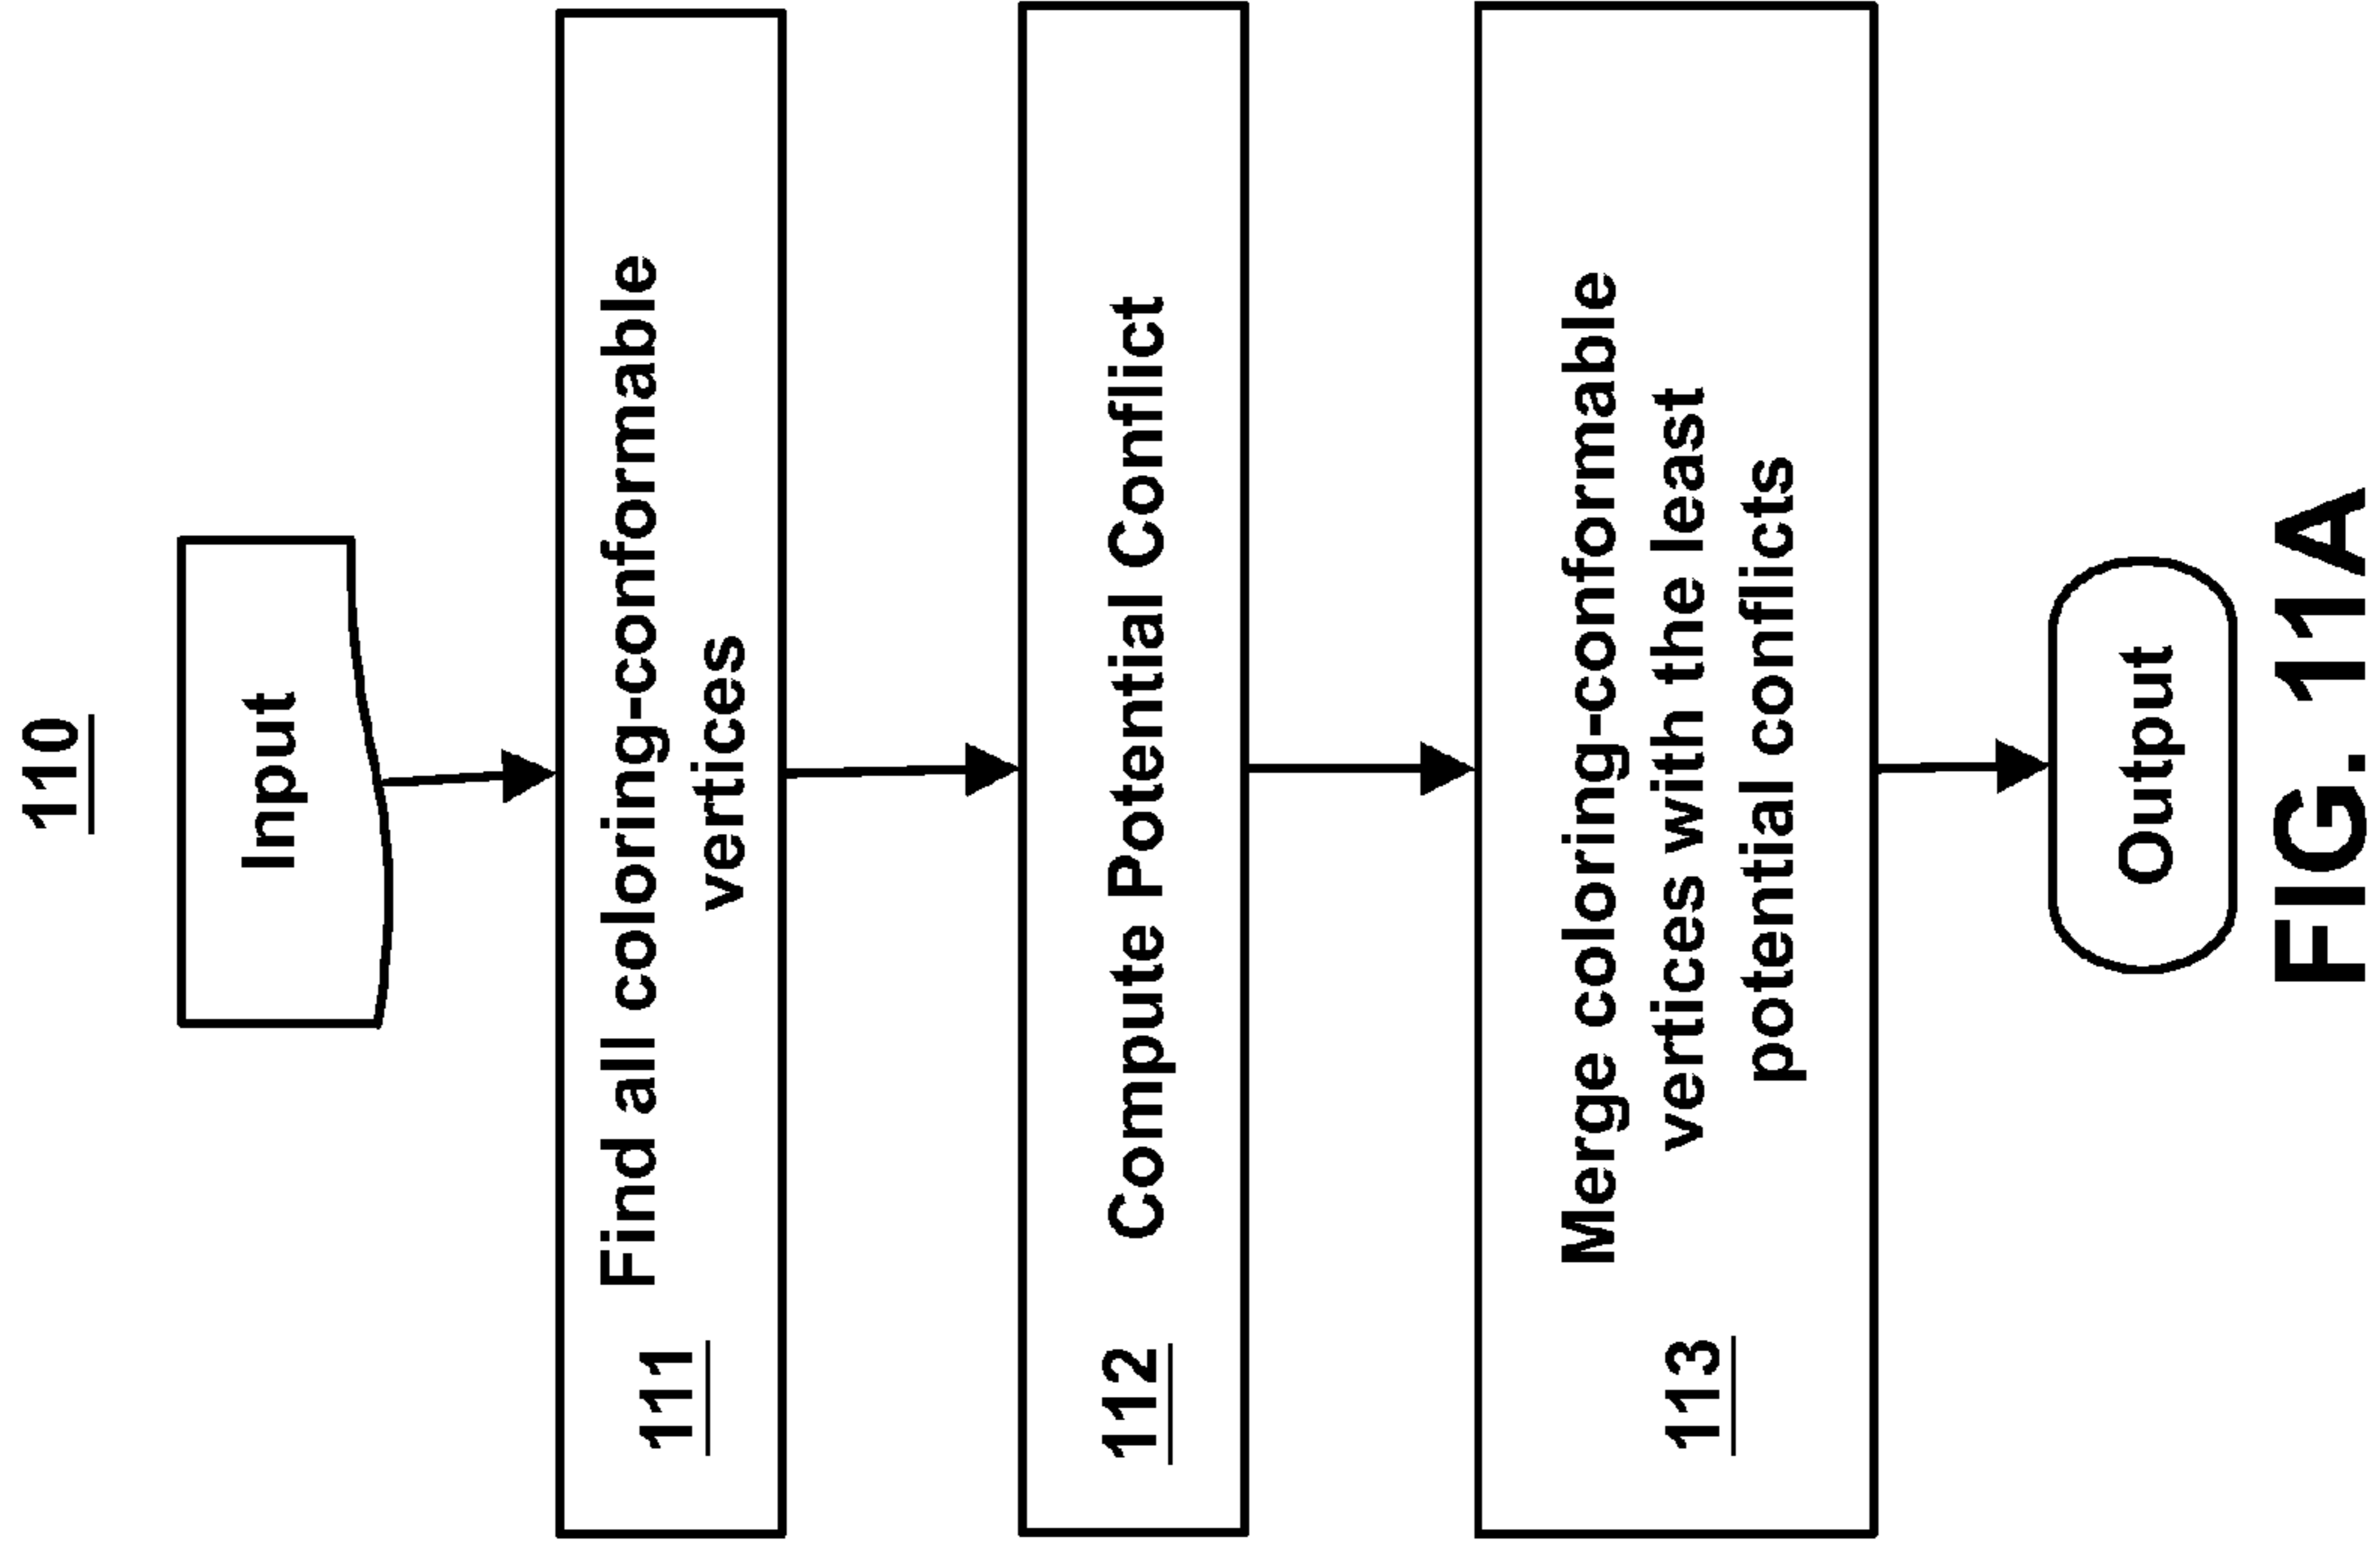 110
Input
Find all coloring-conformable
111
vertices
112
Compute Potential Conflict
Merge coloring-conformable
113
vertices with the least
potential conflicts
Output
FIG. 11A